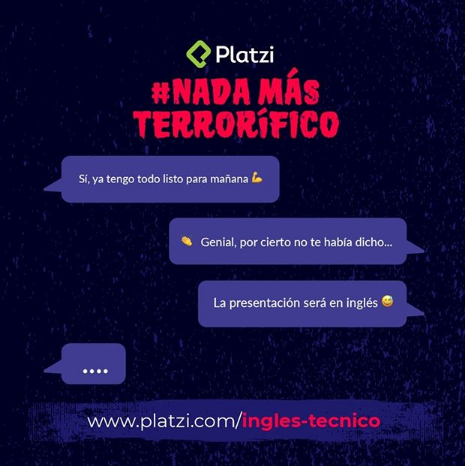 Platzi
#NADA MÁS
TERRORÍFICO
Sí, ya tengo todo listo para mañana 💪
👏 Genial, por cierto no te había dicho...
La presentación será en inglés 😅
....
www.platzi.com/ingles-tecnico